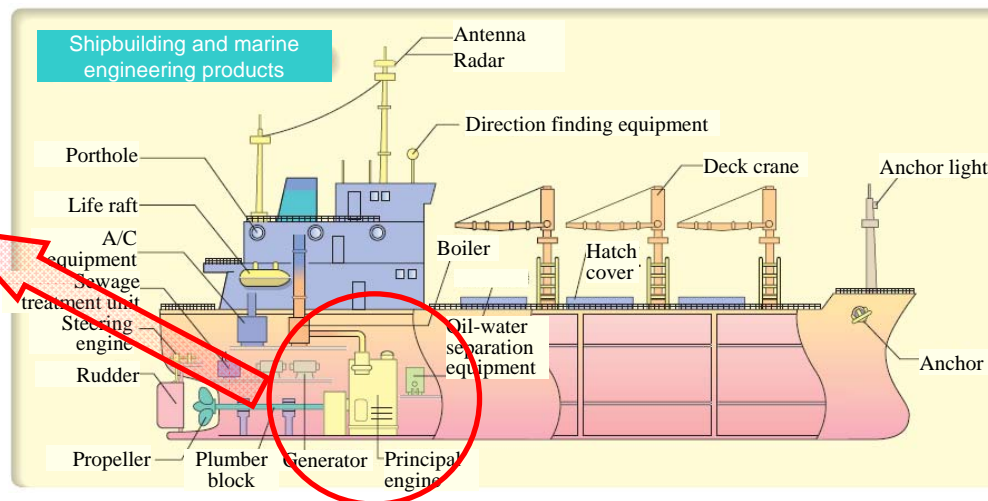 Shipbuilding and marine
engineering products
Antenna
Radar
Direction finding equipment
Porthole
Deck crane
Anchor light
Life raft
A/C
equipment
Boiler
Hatch
cover
Sewage
treatment unit
Steering
engine
Oil-water
separation
equipment
Rudder
Anchor
Propeller
Plumber
block
Generator
Principal
engine